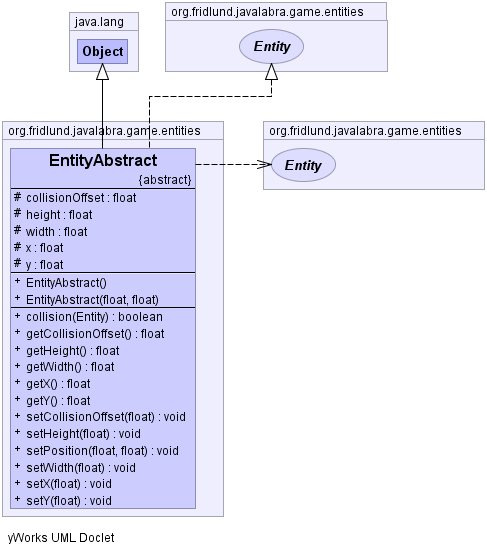 java.lang
org.fridlund.javalabra.game.entities
Object
Entity
org.fridlund.javalabra.game.entities
org.fridlund.javalabra.game.entities
EntityAbstract
{abstract}
Entity
# collisionOffset : float
# height : float
# width : float
# x : float
# y : float
+ EntityAbstract()
+ EntityAbstract(float, float)
+ collision(Entity) : boolean
+ getCollisionOffset() : float
+ getHeight() : float
+ getWidth() : float
+ getX() : float
+ getY() : float
+ setCollisionOffset(float) : void
+ setHeight(float) : void
+ setPosition(float, float) : void
+ setWidth(float) : void
+ setX(float) : void
+ setY(float) : void
yWorks UML Doclet